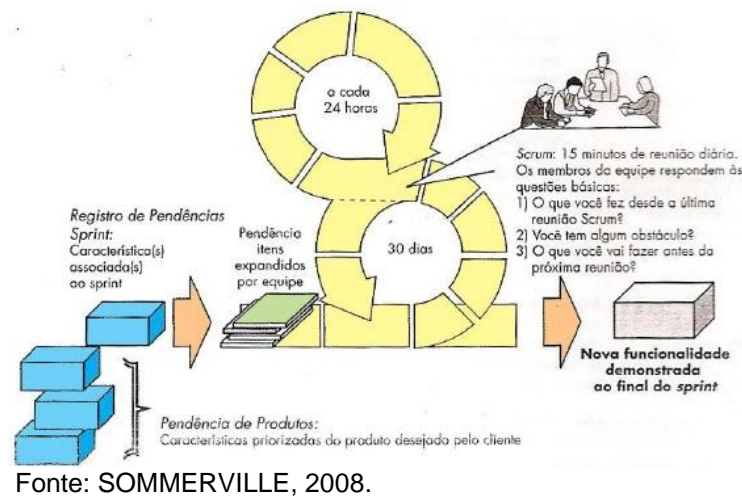 a cada
24 horas
Scrum: 15 minutos de reunião diária.
Os membros da equipe respondem às
questões básicas:
1) O que você fez desde a última
reunião Scrum?
2) Você tem algum obstáculo?
3) O que você vai fazer antes da
próxima reunião?
Registro de Pendências
Sprint:
Característica(s)
associada(s)
ao sprint
Pendência
itens
expandidos
por equipe
30 dias
Nova funcionalidade
demonstrada
ao final do sprint
Pendência de Produtos:
Características priorizadas do produto desejado pelo cliente
Fonte: SOMMERVILLE, 2008.